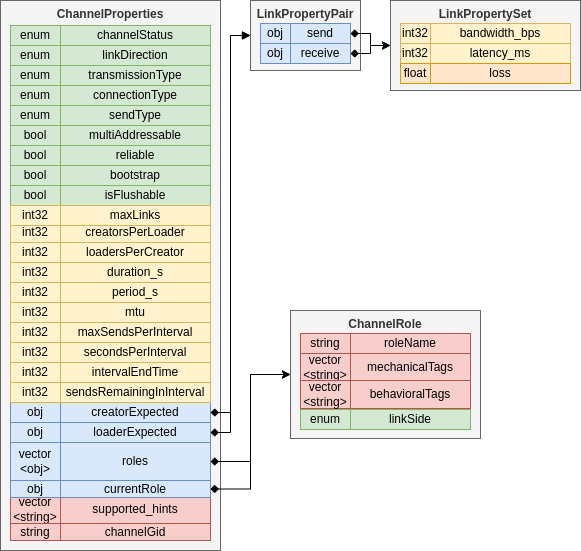 ChannelProperties
enum channelStatus
enum linkDirection
enum transmissionType
enum connectionType
enum sendType
bool multiAddressable
bool reliable
bool bootstrap
bool isFlushable
int32 maxLinks
int32 creatorsPerLoader
int32 loadersPerCreator
int32 duration_s
int32 period_s
int32 mtu
int32 maxSendsPerInterval
int32 secondsPerInterval
int32 intervalEndTime
int32 sendsRemainingInInterval
obj creatorExpected
obj loaderExpected
vector
<obj> roles
obj currentRole
vector
<string> supported_hints
string channelGid
LinkPropertyPair
obj send
obj receive
LinkPropertySet
int32 bandwidth_bps
int32 latency_ms
float loss
ChannelRole
string roleName
vector
<string> mechanicalTags
vector
<string> behavioralTags
enum linkSide